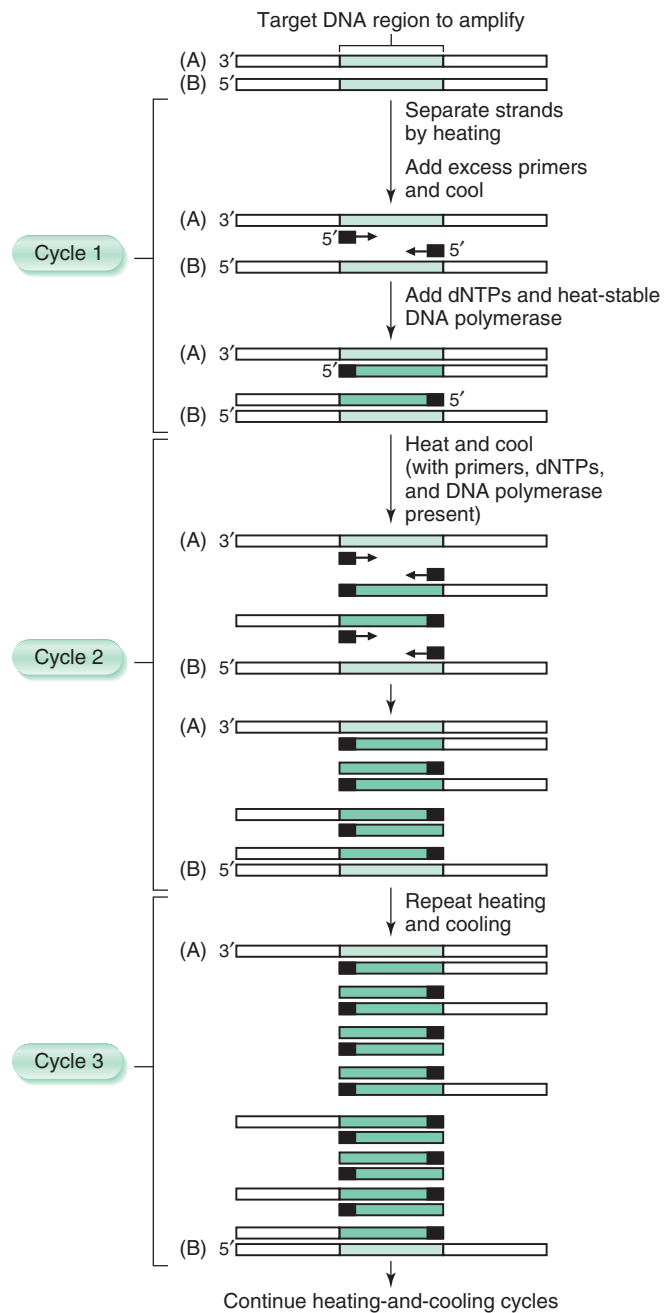 Target DNA region to amplify
(A) 3′
(B) 5′
Separate strands
by heating
Add excess primers
and cool
(A) 3′
5′
5′
(B) 5′
Cycle 1
Add dNTPs and heat-stable
DNA polymerase
(A) 3′
5′
5′
(B) 5′
Heat and cool
(with primers, dNTPs,
and DNA polymerase
present)
(A) 3′
Cycle 2
(B) 5′
(A) 3′
(B) 5′
Repeat heating
and cooling
(A) 3′
Cycle 3
(B) 5′
Continue heating-and-cooling cycles